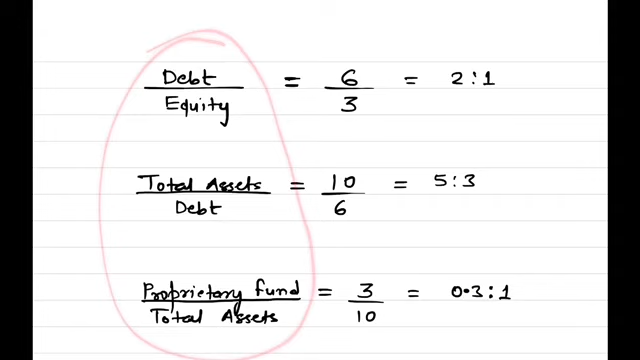 Debt / Equity = 6 / 3 = 2:1
Total Assets / Debt = 10 / 6 = 5:3
Proprietary Fund / Total Assets = 3 / 10 = 0.3:1